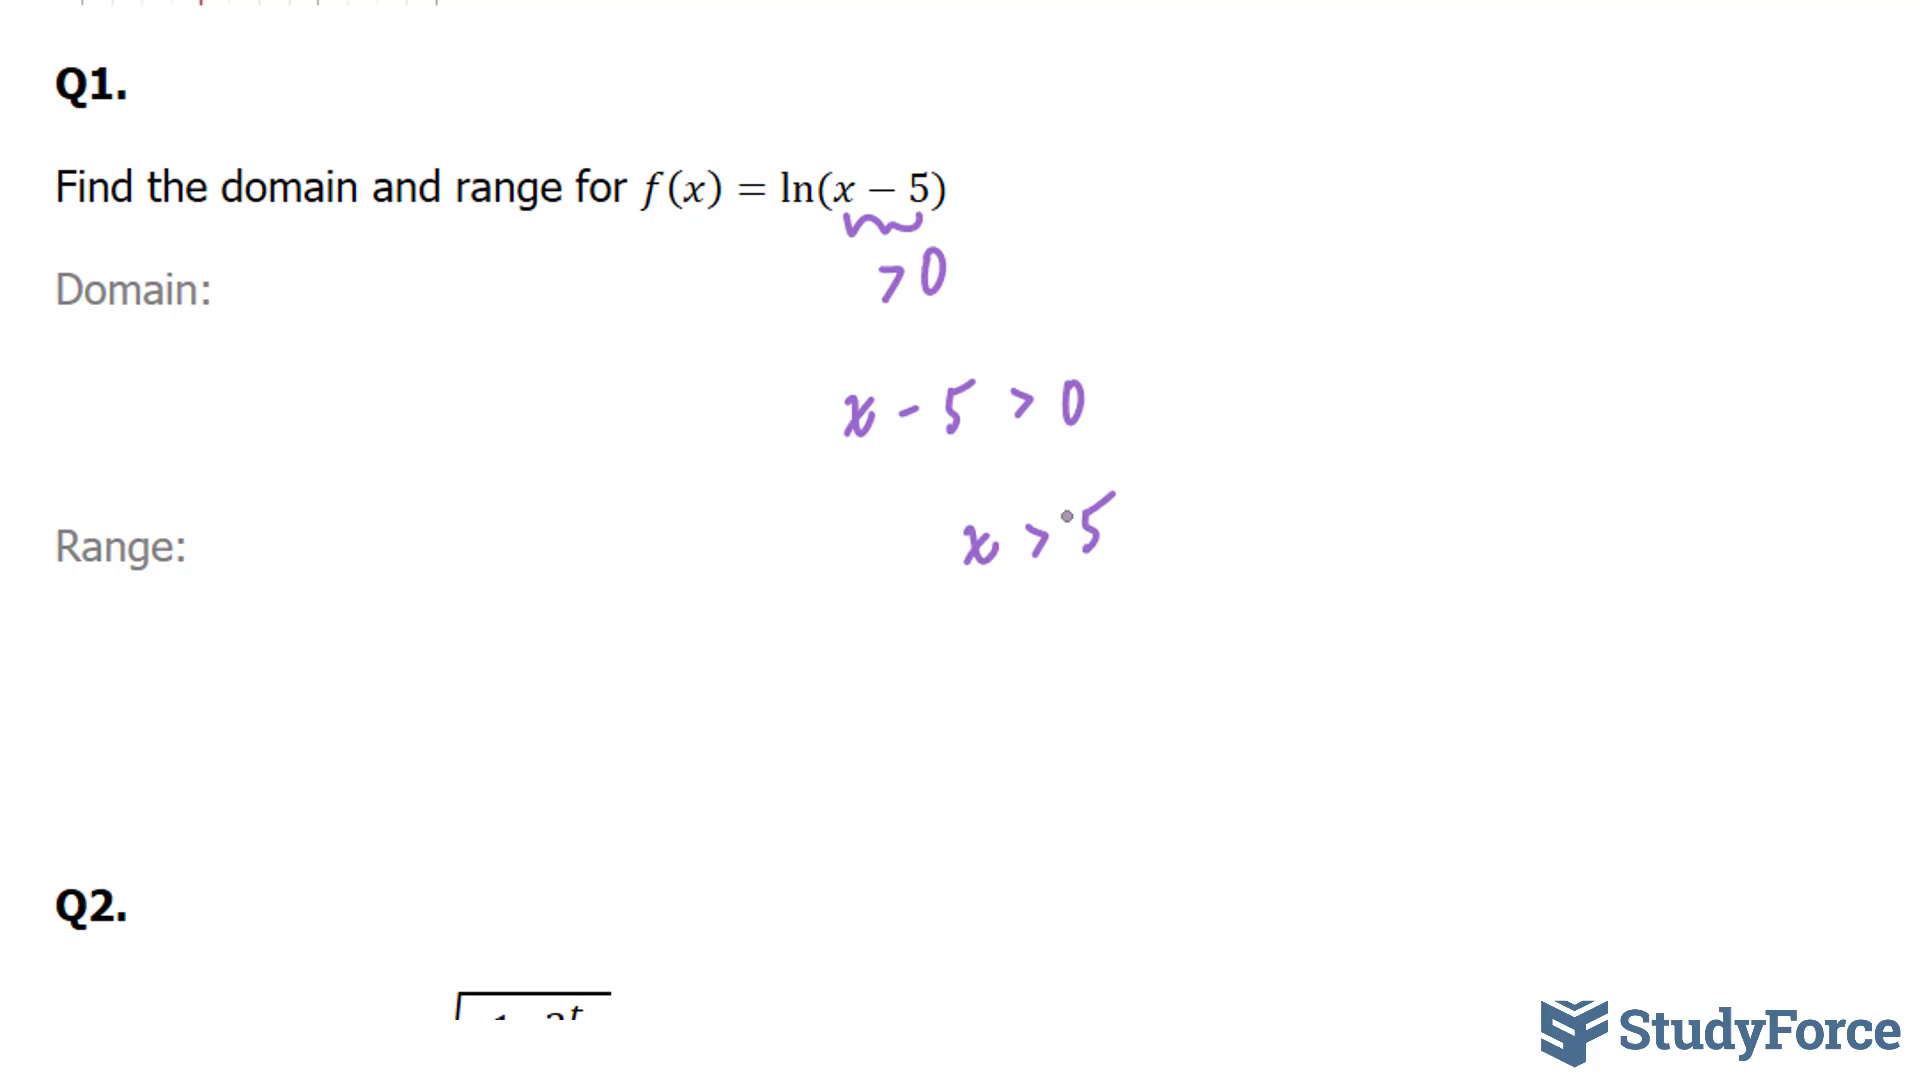 Q1.
Find the domain and range for f(x) = ln(x − 5)
> 0
Domain:
x - 5 > 0
x > 5
Range:
Q2.
StudyForce